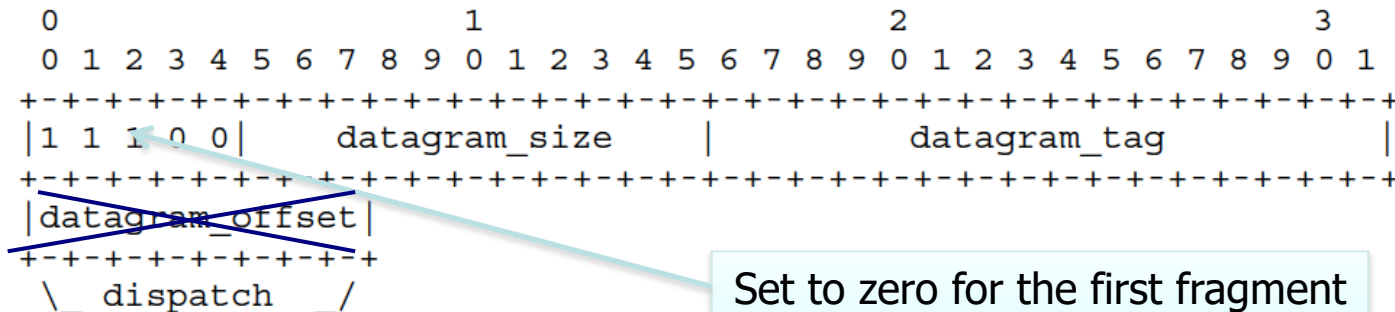 0 1 2 3
0 1 2 3 4 5 6 7 8 9 0 1 2 3 4 5 6 7 8 9 0 1 2 3 4 5 6 7 8 9 0 1
+-+-+-+-+-+-+-+-+-+-+-+-+-+-+-+-+-+-+-+-+-+-+-+-+-+-+-+-+-+-+-+-+
|1 1 1 0 0| datagram_size | datagram_tag |
+-+-+-+-+-+-+-+-+-+-+-+-+-+-+-+-+-+-+-+-+-+-+-+-+-+-+-+-+-+-+-+-+
|datagram_offset|
+-+-+-+-+-+-+-+-+
\_ dispatch _/
Set to zero for the first fragment